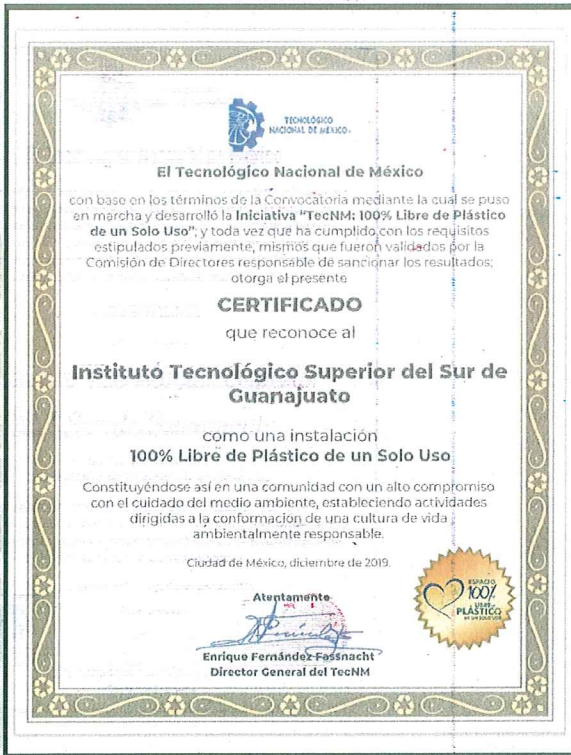 TECNOLÓGICO
NACIONAL DE MÉXICO
El Tecnológico Nacional de México
con base en los términos de la Convocatoria mediante la cual se puso
en marcha y desarrolló la Iniciativa "TecNM: 100% Libre de Plástico
de un Solo Uso"; y toda vez que ha cumplido con los requisitos
estipulados previamente, mismos que fueron validados por la
Comisión de Directores responsable de sancionar los resultados;
otorga el presente
CERTIFICADO
que reconoce al
Instituto Tecnológico Superior del Sur de
Guanajuato
como una instalación
100% Libre de Plástico de un Solo Uso
Constituyéndose así en una comunidad con un alto compromiso
con el cuidado del medio ambiente, estableciendo actividades
dirigidas a la conformación de una cultura de vida
ambientalmente responsable.
Ciudad de México, diciembre de 2019.
Atentamente
Enrique Fernández Fassnacht
Director General del TecNM
ESPACIO
100%
LIBRE DE
PLÁSTICO
DE UN SOLO USO